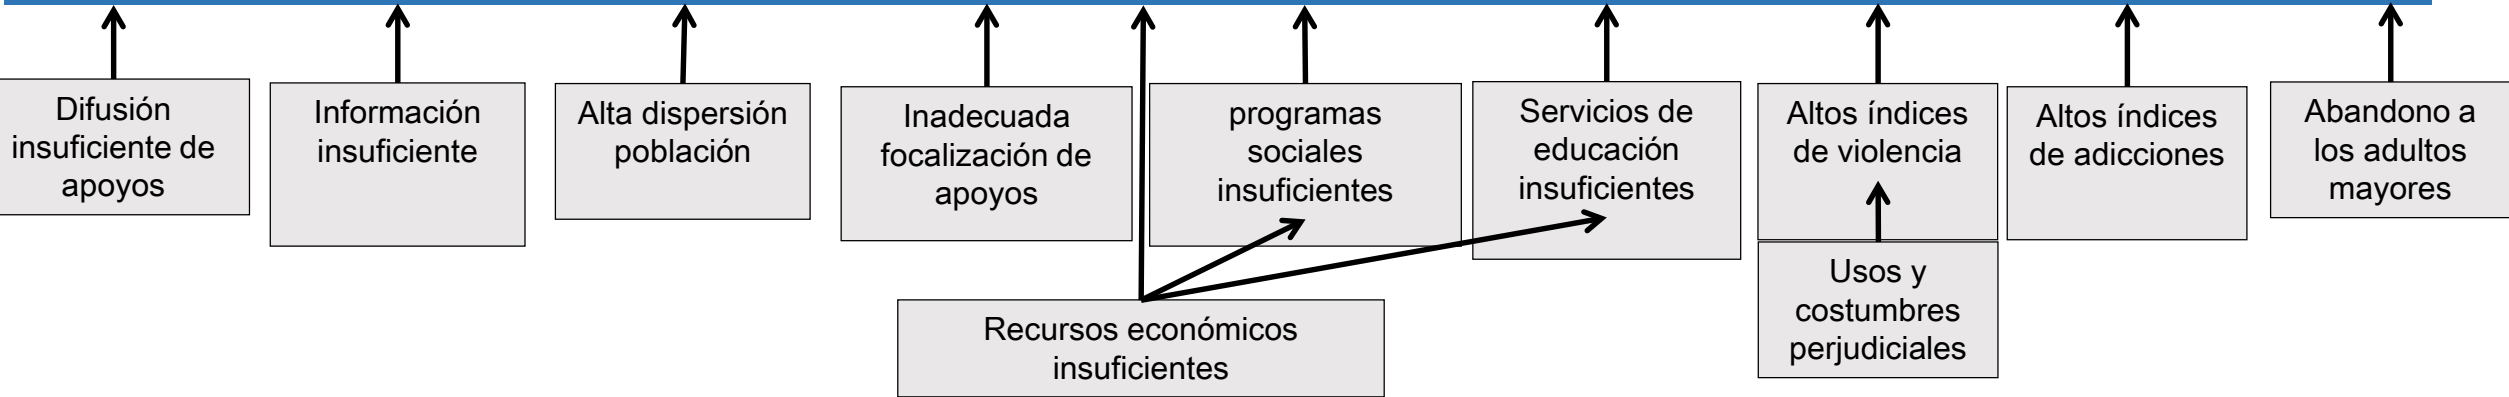 Difusión
insuficiente de
apoyos
Información
insuficiente
Alta dispersión
población
Inadecuada
focalización de
apoyos
programas
sociales
insuficientes
Servicios de
educación
insuficientes
Altos índices
de violencia
Altos índices
de adicciones
Abandono a
los adultos
mayores
Recursos económicos
insuficientes
Usos y
costumbres
perjudiciales